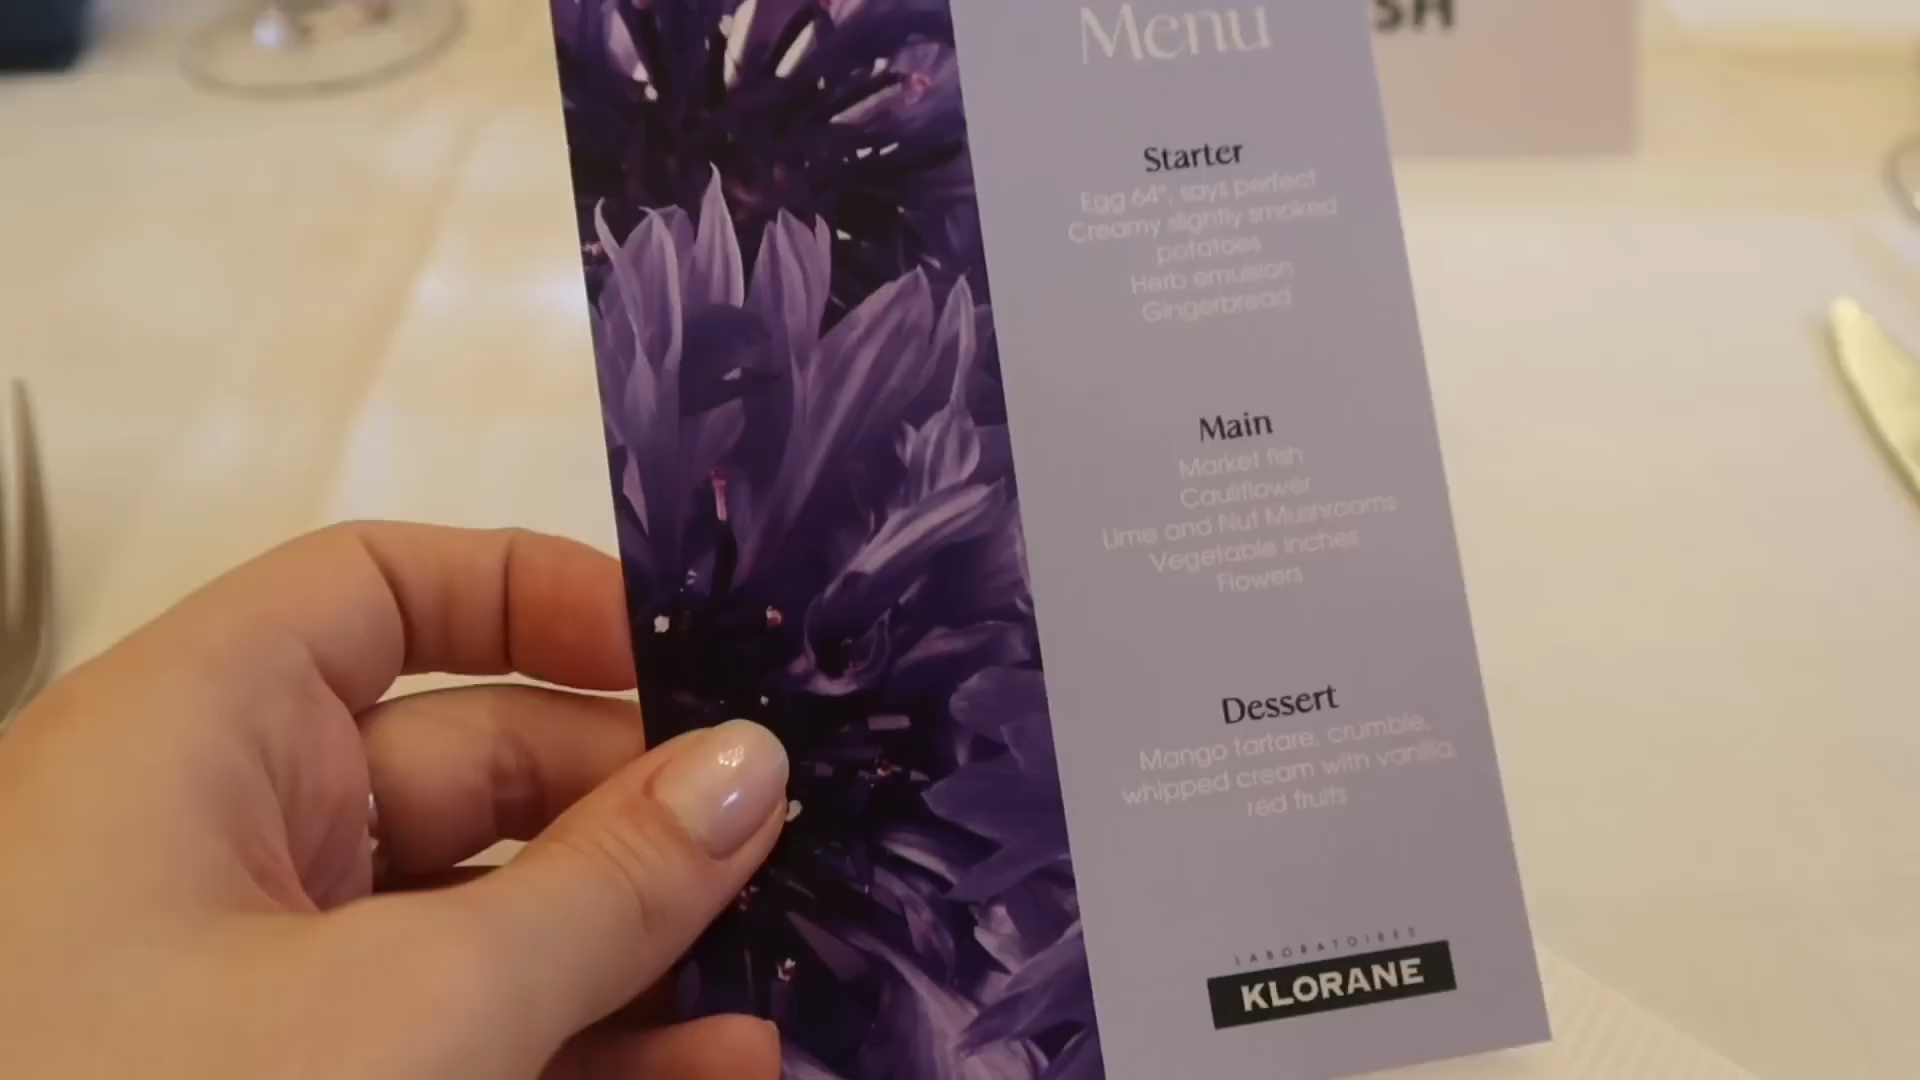 Menu
SA
Starter
Egg 64°, says perfect
Creamy slightly smoked
potatoes
Herb emulsion
Gingerbread
Main
Market fish
Cauliflower
Lime and Nut Mushrooms
Vegetable inches
Flowers
Dessert
Mango tartare, crumble,
whipped cream with vanilla,
red fruits
LABORATOIRES
KLORANE